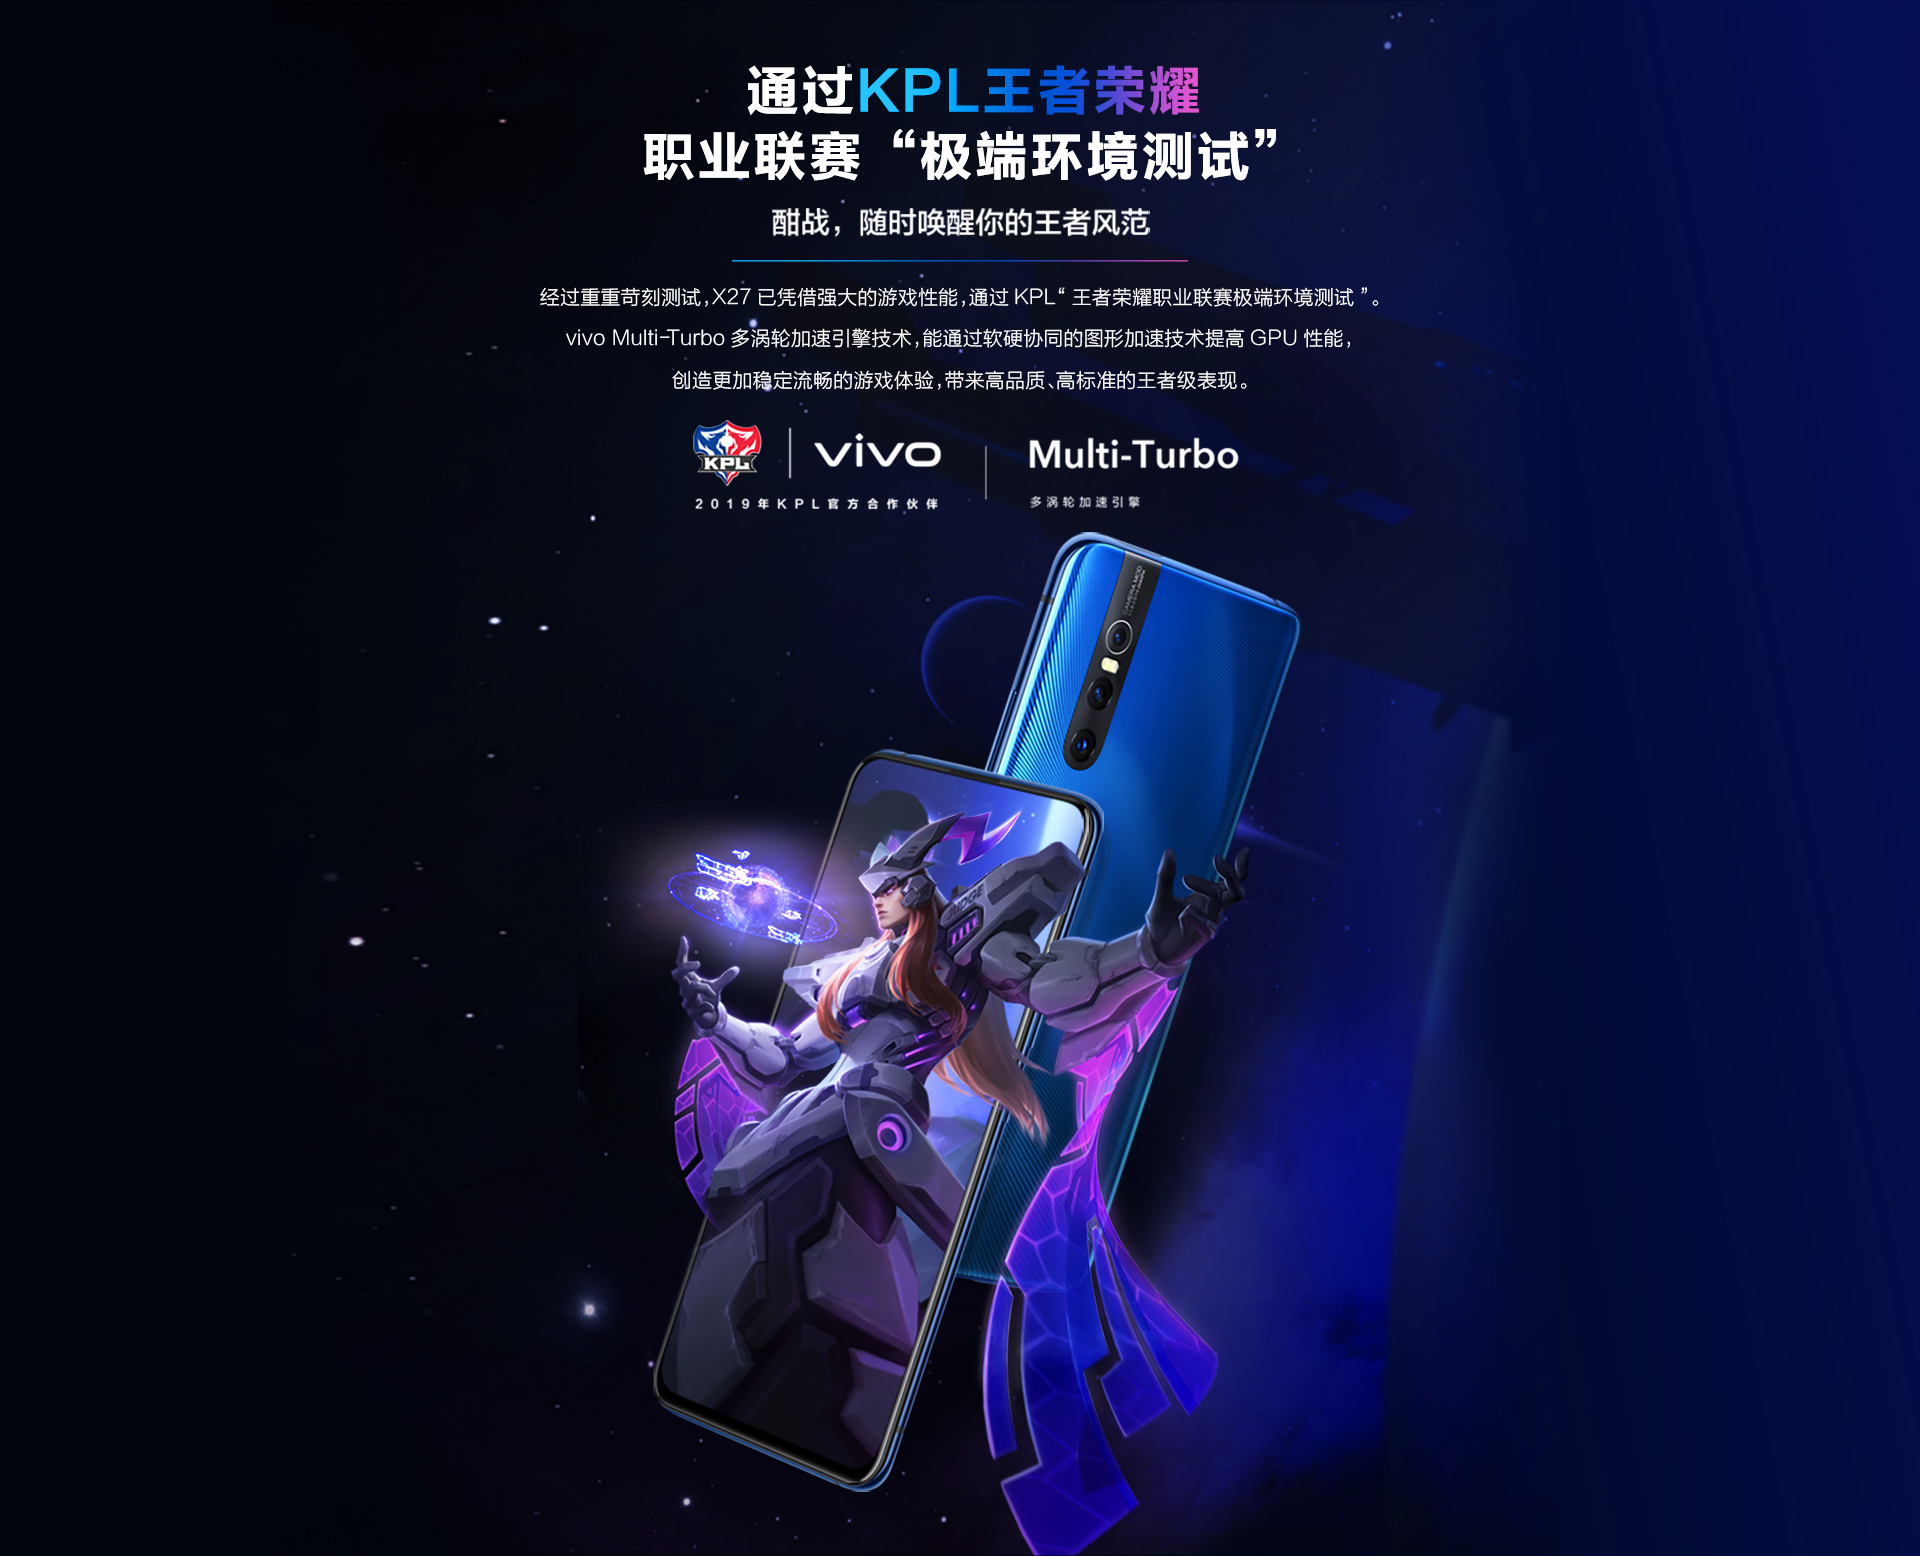 通过KPL王者荣耀
职业联赛“极端环境测试”
酣战，随时唤醒你的王者风范
经过重重苛刻测试，X27 已凭借强大的游戏性能，通过 KPL“ 王者荣耀职业联赛极端环境测试 ”。
vivo Multi-Turbo 多涡轮加速引擎技术，能通过软硬协同的图形加速技术提高 GPU 性能，
创造更加稳定流畅的游戏体验，带来高品质、高标准的王者级表现。
KPL vivo Multi-Turbo
2019年KPL官方合作伙伴 多涡轮加速引擎
CAMERA MOD